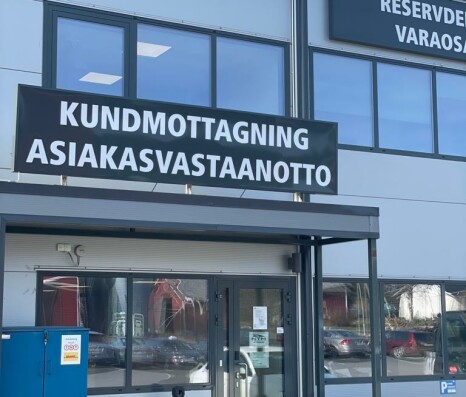 KUNDMOTTAGNING
ASIAKASVASTAANOTTO
RESERVDE
VARAOSA
P